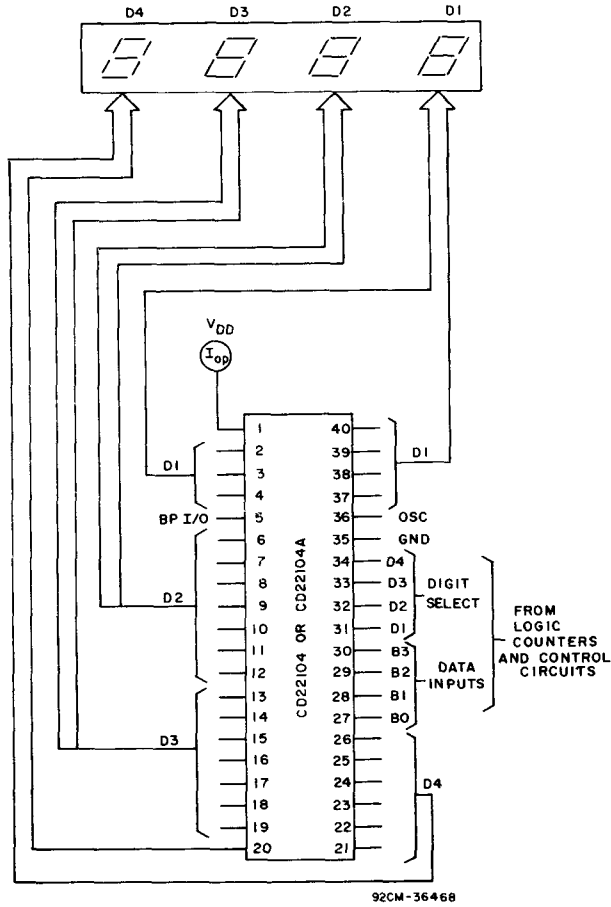 D4 D3 D2 D1
V_DD
I_op
1 40
2 39
3 38
4 37
D1
D1
BP I/O 5 36 OSC
6 35 GND
7 34 D4
8 33 D3
9 32 D2
10 31 D1
11 30 B3
12 29 B2
13 28 B1
14 27 B0
15 26
16 25
17 24
18 23
19 22
20 21
D2
D3
CD22104 OR CD22104A
DIGIT
SELECT
DATA
INPUTS
FROM
LOGIC
COUNTERS
AND CONTROL
CIRCUITS
D4
92CM-36468